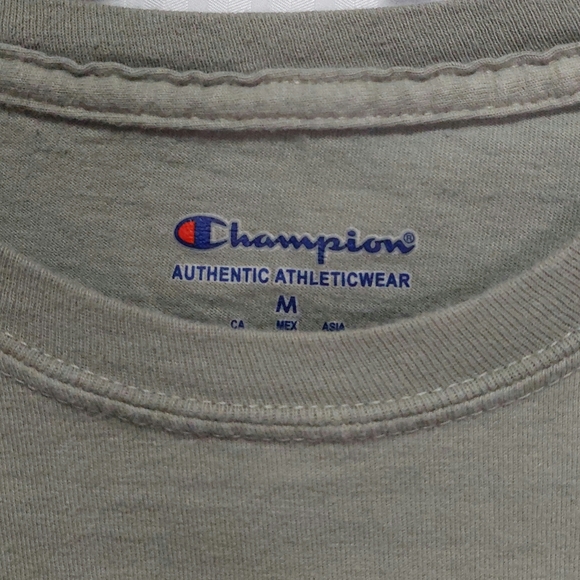 Champion®
AUTHENTIC ATHLETICWEAR
M
CA MEX ASIA